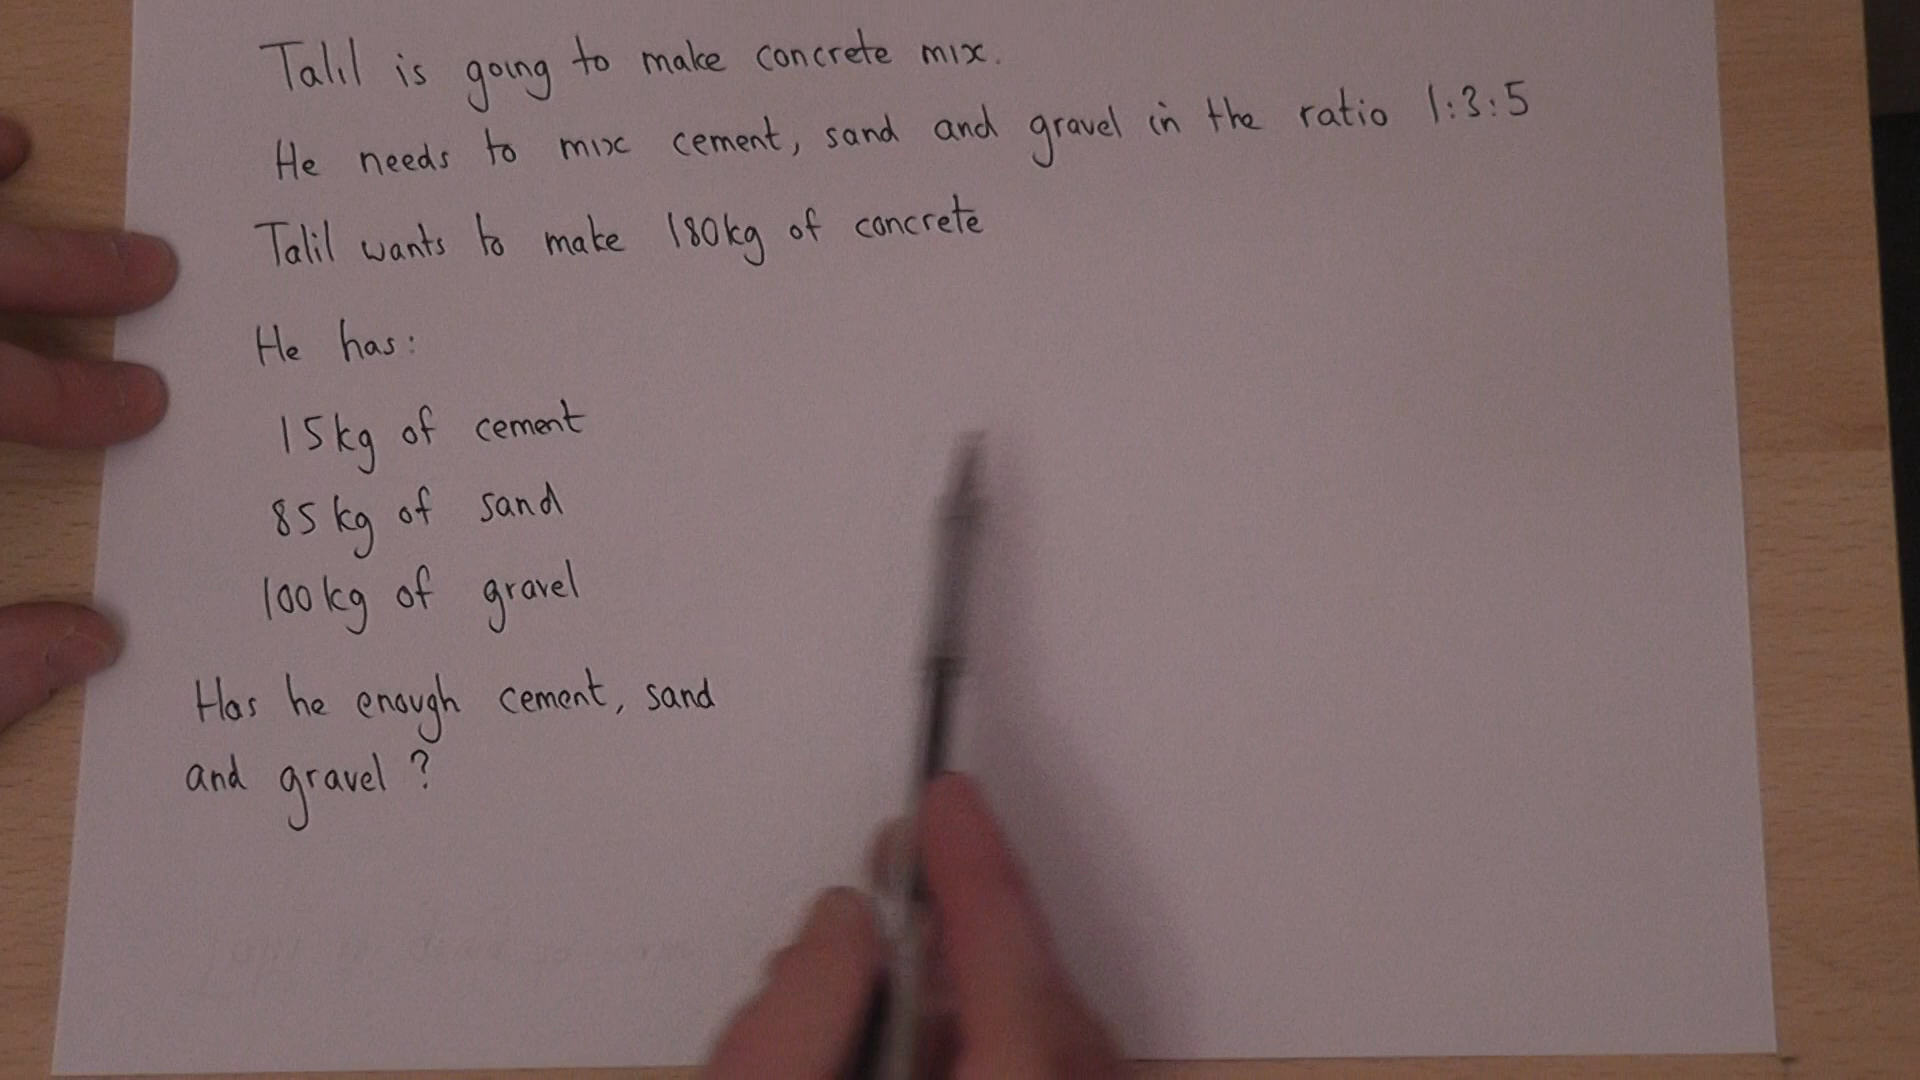 Talil is going to make concrete mix.
He needs to mix cement, sand and gravel in the ratio 1:3:5
Talil wants to make 180kg of concrete
He has:
15kg of cement
85kg of sand
100kg of gravel
Has he enough cement, sand
and gravel?